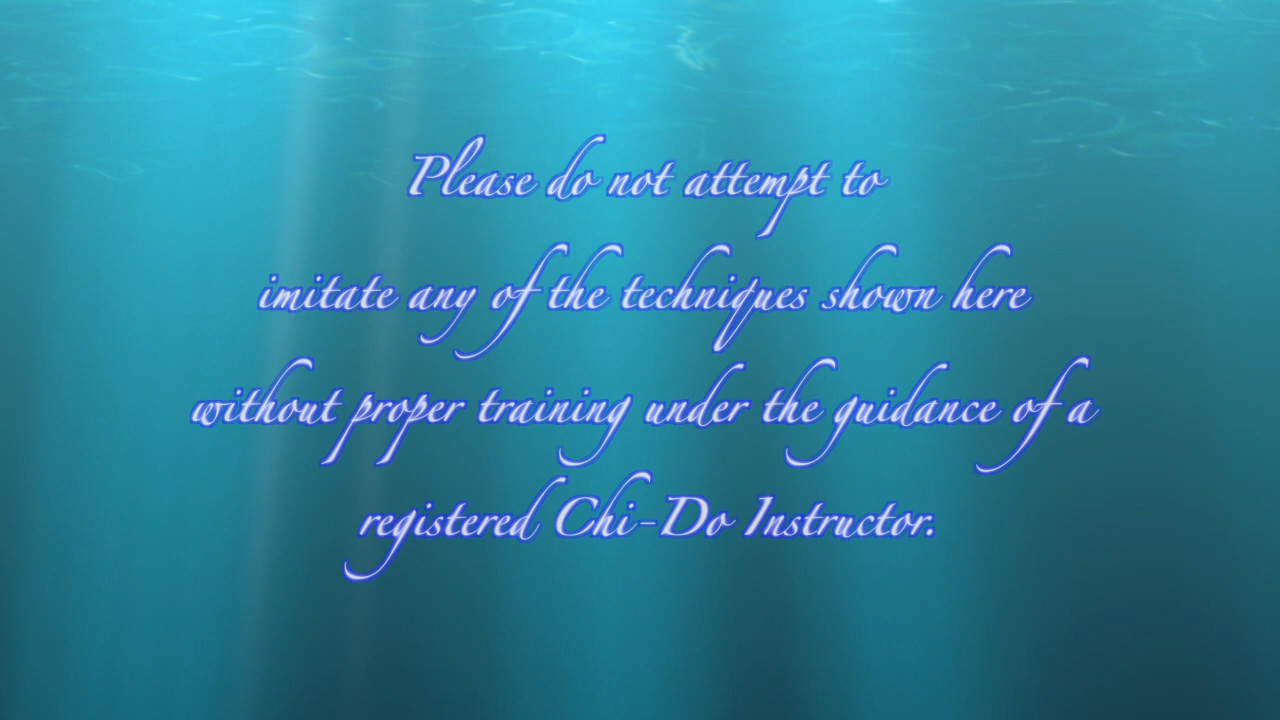 Please do not attempt to
imitate any of the techniques shown here
without proper training under the guidance of a
registered Chi-Do Instructor.